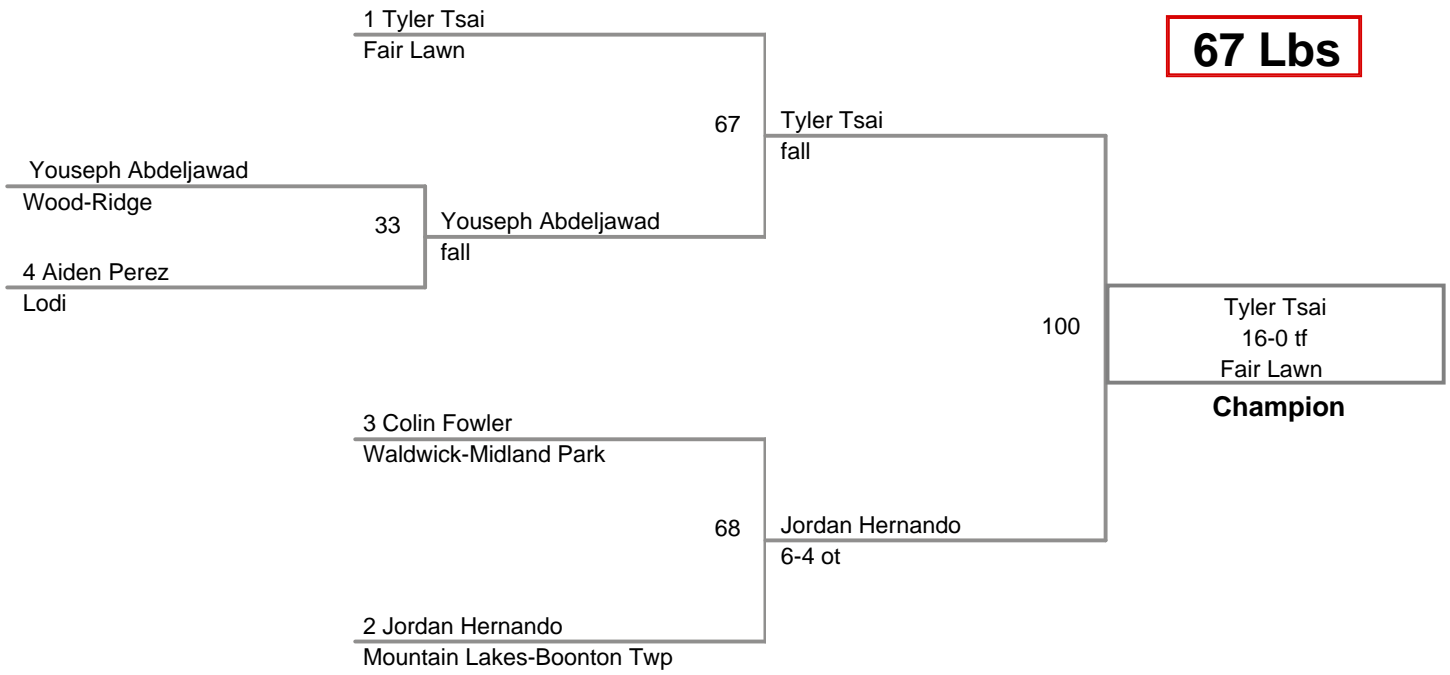 1 Tyler Tsai
Fair Lawn
67 Lbs
67
Tyler Tsai
fall
Youseph Abdeljawad
Wood-Ridge
33
Youseph Abdeljawad
fall
4 Aiden Perez
Lodi
100
Tyler Tsai
16-0 tf
Fair Lawn
Champion
3 Colin Fowler
Waldwick-Midland Park
68
Jordan Hernando
6-4 ot
2 Jordan Hernando
Mountain Lakes-Boonton Twp